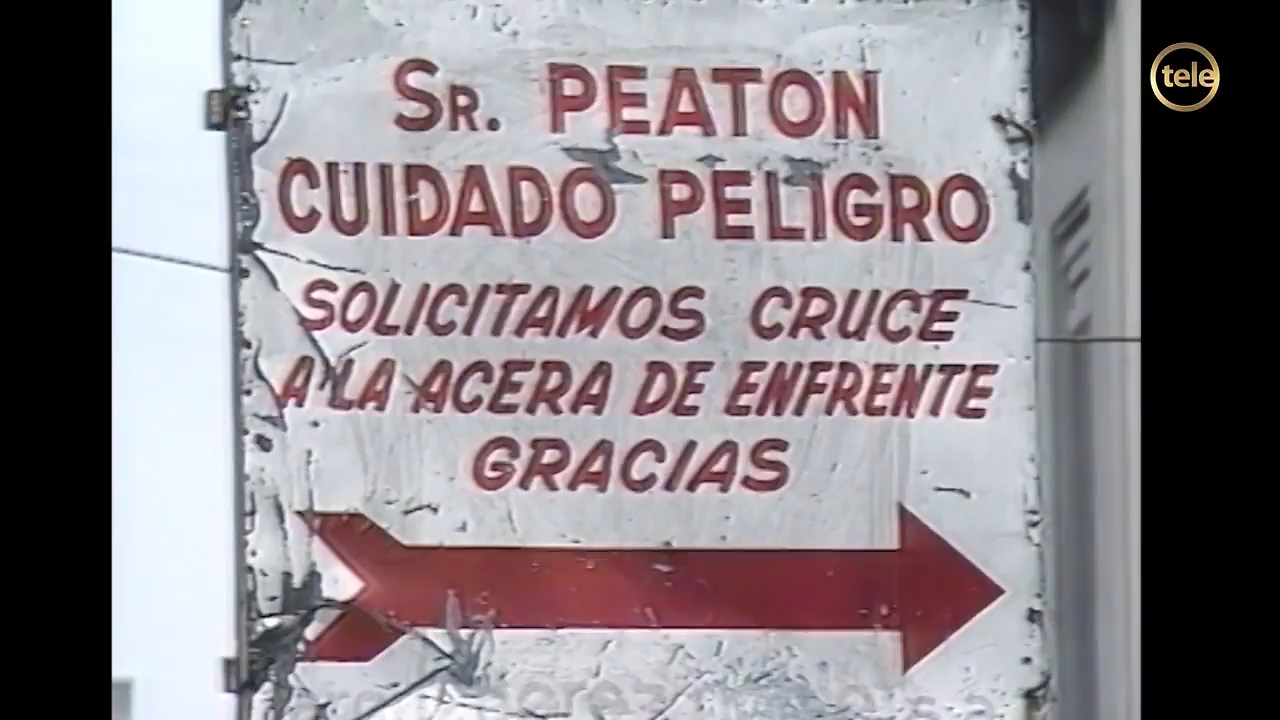 tele
Sr. PEATON
CUIDADO PELIGRO
SOLICITAMOS CRUCE
A LA ACERA DE ENFRENTE
GRACIAS